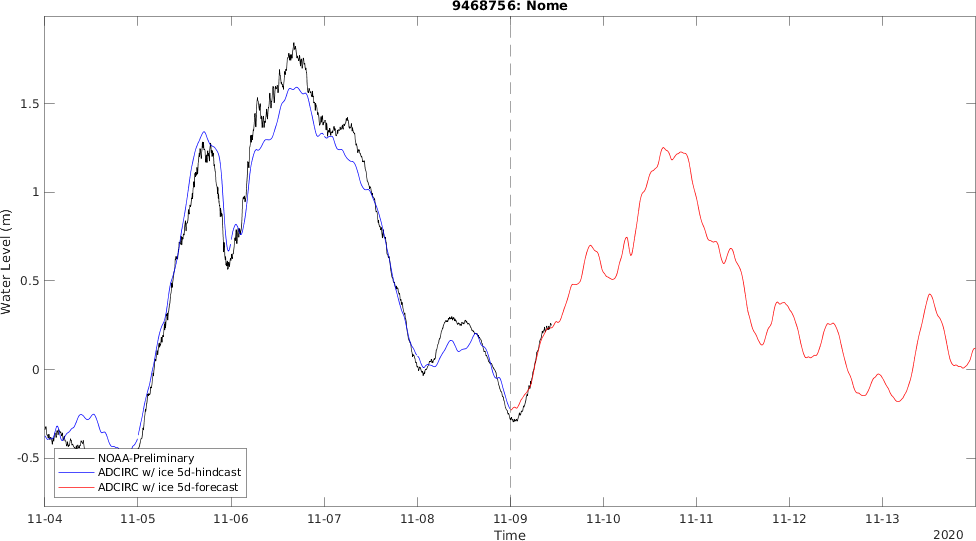 9468756: Nome
Water Level (m)
1.5
1
0.5
0
-0.5
NOAA-Preliminary
ADCIRC w/ ice 5d-hindcast
ADCIRC w/ ice 5d-forecast
11-04 11-05 11-06 11-07 11-08 11-09 11-10 11-11 11-12 11-13
Time
2020